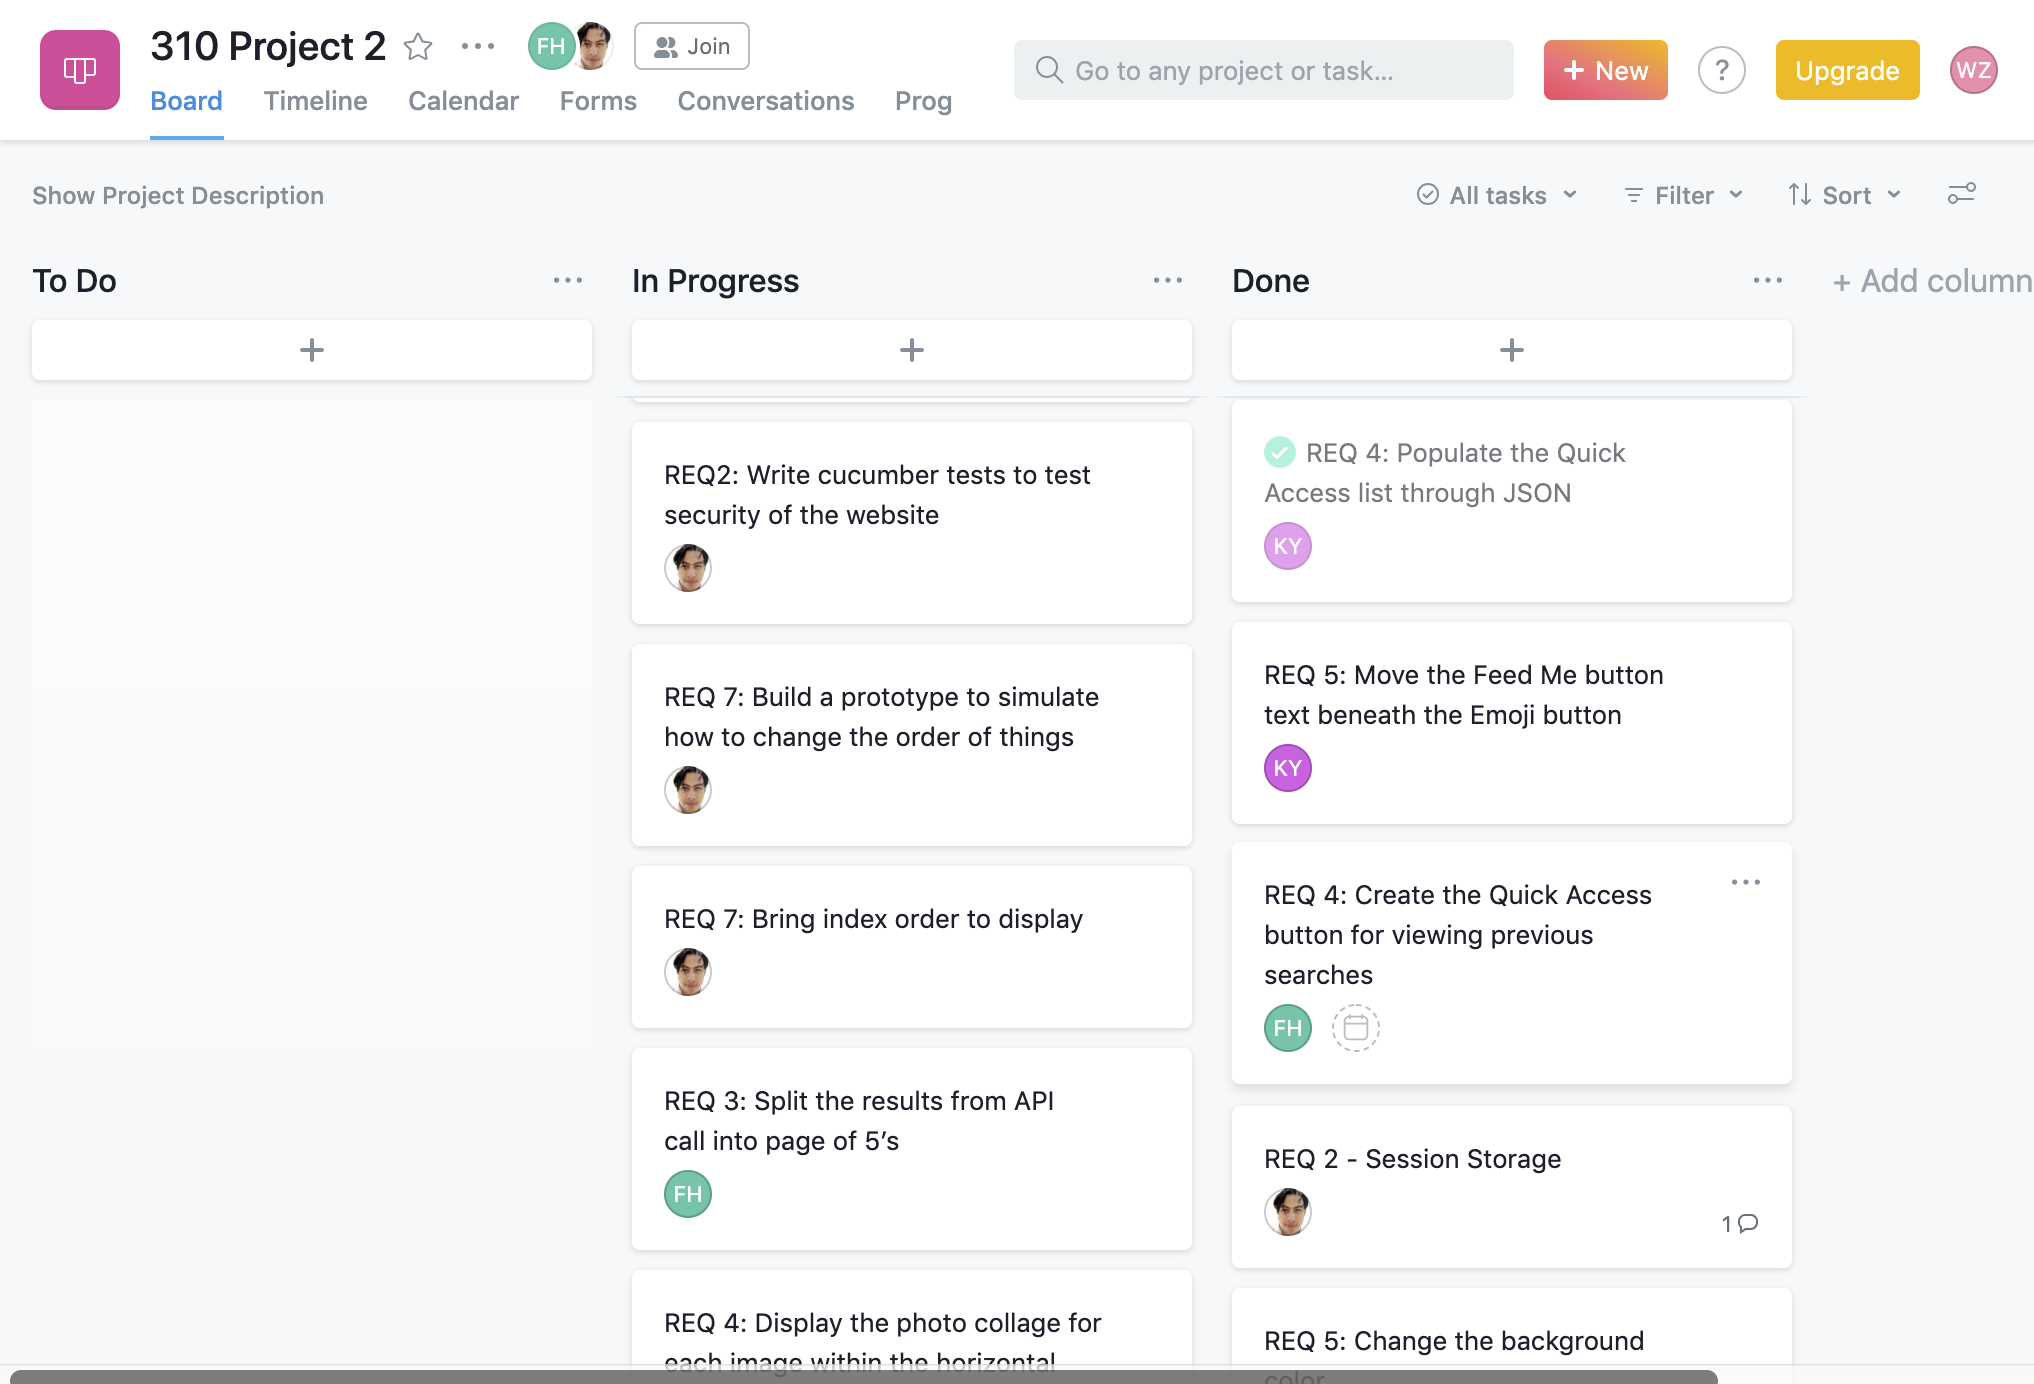 310 Project 2
FH
Join
Go to any project or task...
+ New
?
Upgrade
WZ
Board
Timeline
Calendar
Forms
Conversations
Prog
Show Project Description
All tasks
Filter
Sort
To Do
In Progress
Done
+ Add column
+
+
+
REQ2: Write cucumber tests to test
security of the website
REQ 7: Build a prototype to simulate
how to change the order of things
REQ 7: Bring index order to display
REQ 3: Split the results from API
call into page of 5’s
FH
REQ 4: Display the photo collage for
each image within the horizontal
REQ 4: Populate the Quick
Access list through JSON
KY
REQ 5: Move the Feed Me button
text beneath the Emoji button
KY
REQ 4: Create the Quick Access
button for viewing previous
searches
FH
REQ 2 - Session Storage
1
REQ 5: Change the background
color